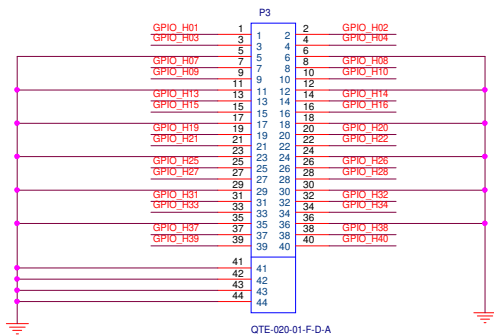 P3
GPIO_H01 1 1 2 2 GPIO_H02
GPIO_H03 3 3 4 4 GPIO_H04
5 5 6 6
GPIO_H07 7 7 8 8 GPIO_H08
GPIO_H09 9 9 10 10 GPIO_H10
11 11 12 12
GPIO_H13 13 13 14 14 GPIO_H14
GPIO_H15 15 15 16 16 GPIO_H16
17 17 18 18
GPIO_H19 19 19 20 20 GPIO_H20
GPIO_H21 21 21 22 22 GPIO_H22
23 23 24 24
GPIO_H25 25 25 26 26 GPIO_H26
GPIO_H27 27 27 28 28 GPIO_H28
29 29 30 30
GPIO_H31 31 31 32 32 GPIO_H32
GPIO_H33 33 33 34 34 GPIO_H34
35 35 36 36
GPIO_H37 37 37 38 38 GPIO_H38
GPIO_H39 39 39 40 40 GPIO_H40
41 41
42 42
43 43
44 44
QTE-020-01-F-D-A